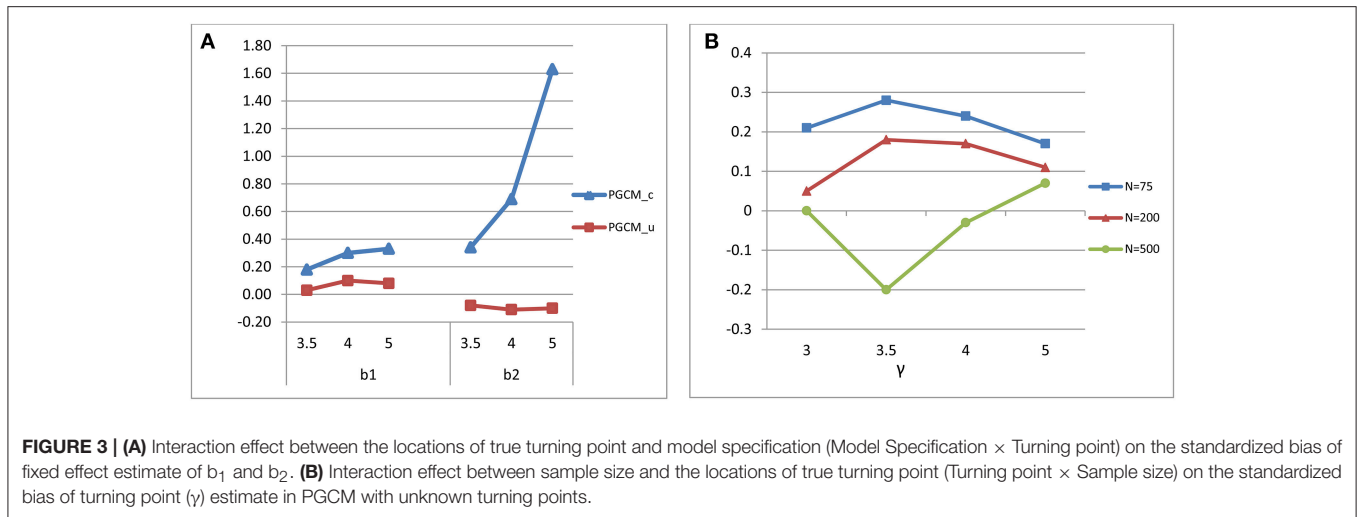 A
1.80
1.60
1.40
1.20
1.00
0.80
0.60
0.40
0.20
0.00
-0.20
3.5 4 5 3.5 4 5
b1 b2
PGCM_c
PGCM_u
B
0.4
0.3
0.2
0.1
0
-0.1
-0.2
-0.3
3 3.5 4 5
γ
N=75
N=200
N=500
FIGURE 3 | (A) Interaction effect between the locations of true turning point and model specification (Model Specification × Turning point) on the standardized bias of
fixed effect estimate of b₁ and b₂. (B) Interaction effect between sample size and the locations of true turning point (Turning point × Sample size) on the standardized
bias of turning point (γ) estimate in PGCM with unknown turning points.